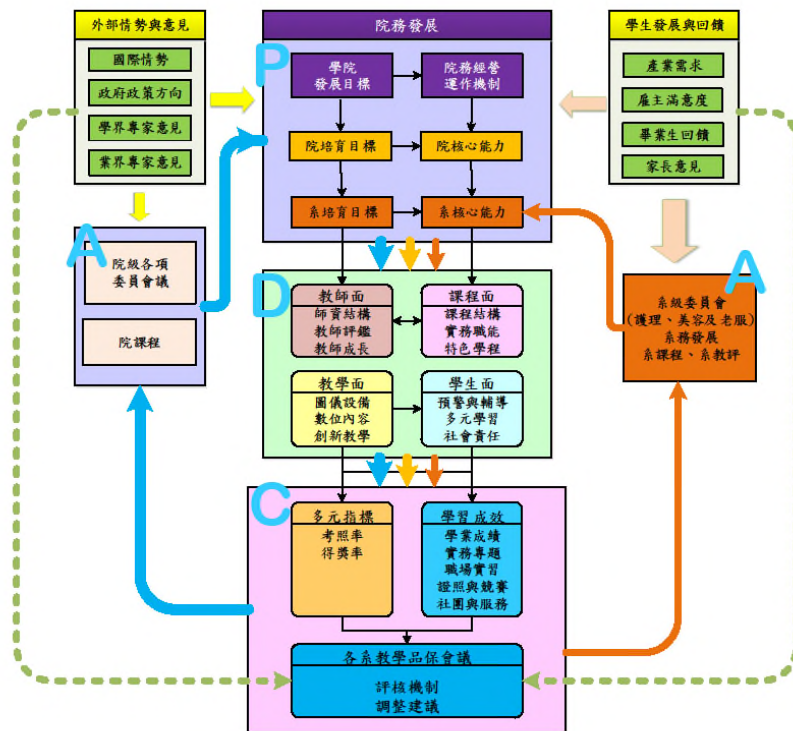 外部情勢與意見
國際情勢
政府政策方向
學界專家意見
業界專家意見
院務發展
P
學院
發展目標
院務經營
運作機制
院培育目標
院核心能力
系培育目標
系核心能力
學生發展與回饋
產業需求
雇主滿意度
畢業生回饋
家長意見
A
院級各項
委員會議
院課程
D
教師面
師資結構
教師評鑑
教師成長
課程面
課程結構
實務職能
特色學程
教學面
圖儀設備
數位內容
創新教學
學生面
預警與輔導
多元學習
社會責任
A
系級委員會
(護理、美容及老服)
系務發展
系課程、系教評
C
多元指標
考照率
得獎率
學習成效
學業成績
實務專題
職場實習
證照與競賽
社團與服務
各系教學品保會議
評核機制
調整建議